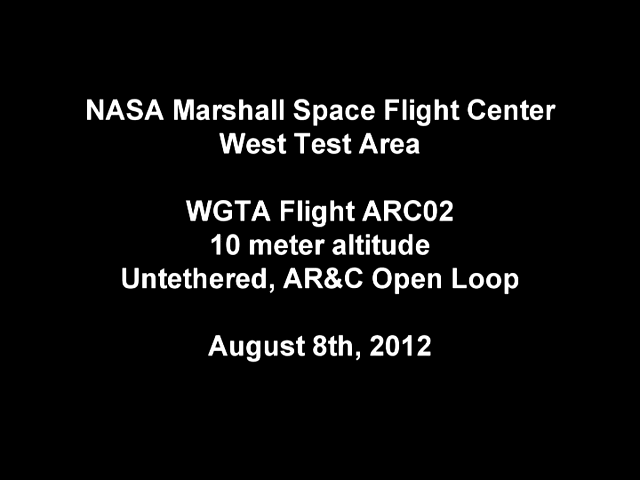 NASA Marshall Space Flight Center
West Test Area
WGTA Flight ARC02
10 meter altitude
Untethered, AR&C Open Loop
August 8th, 2012